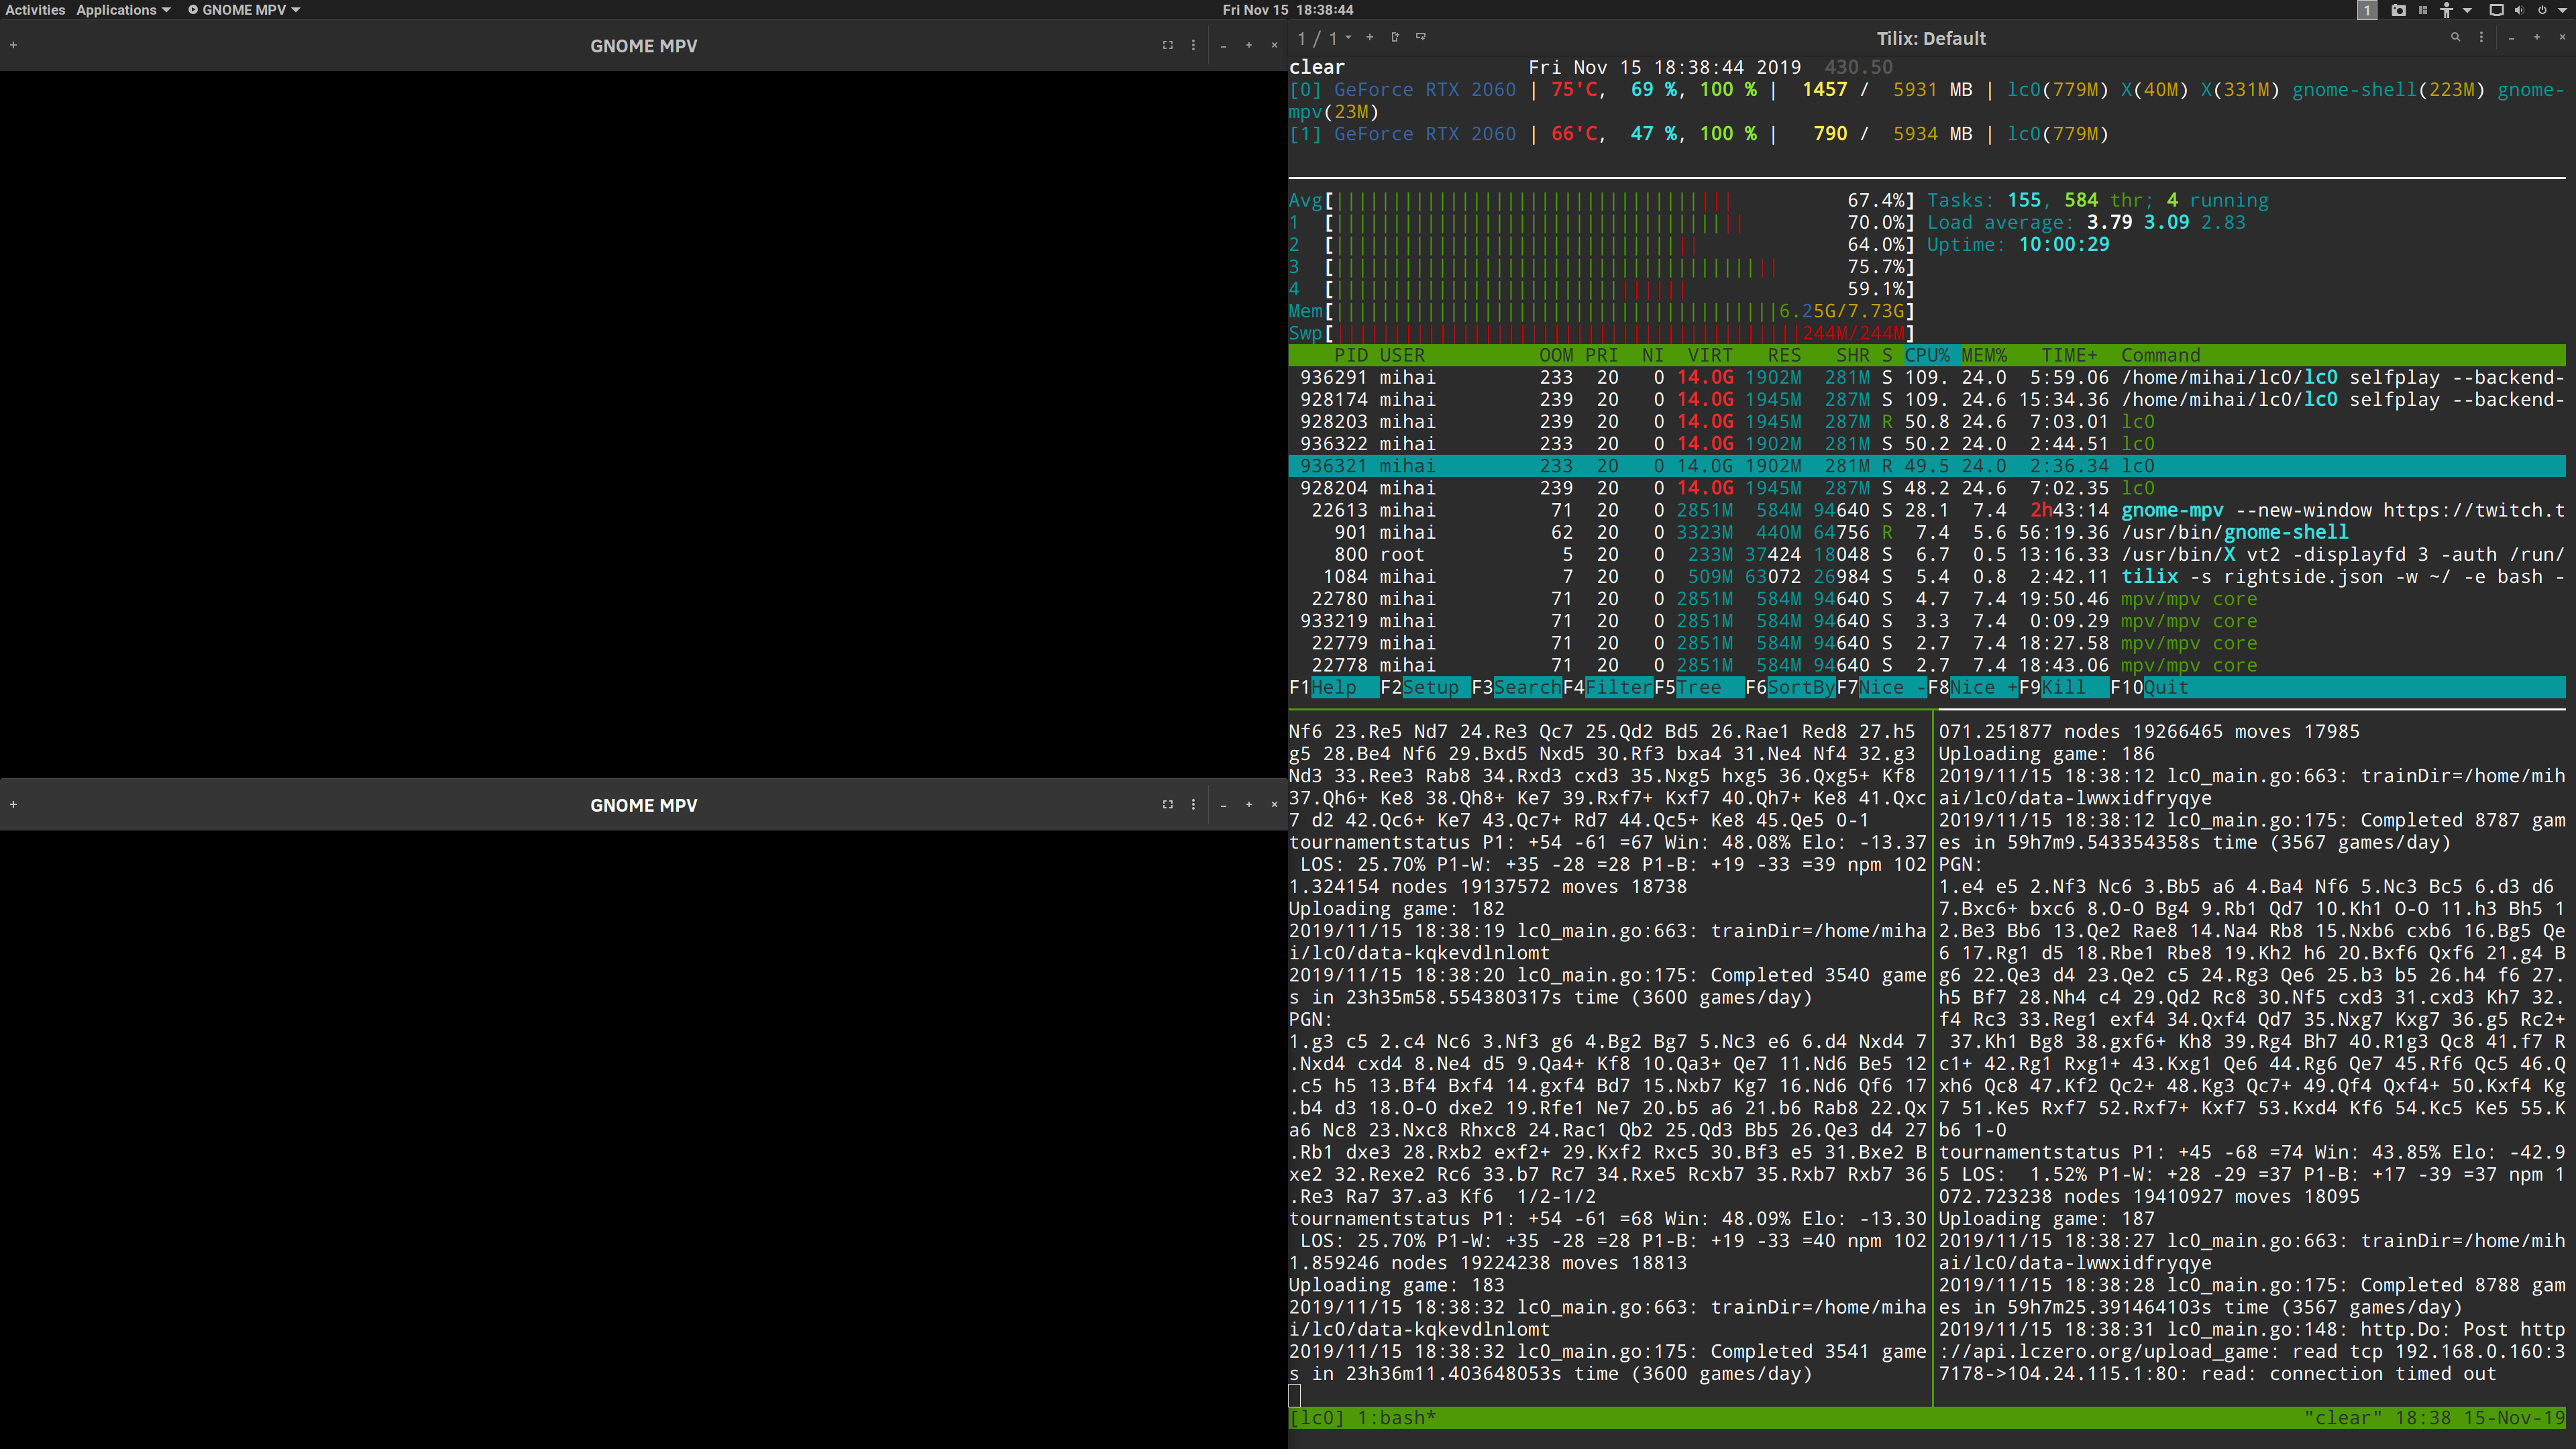 Activities Applications GNOME MPV Fri Nov 15 18:38:44 1
GNOME MPV
1 / 1 Tilix: Default
clear Fri Nov 15 18:38:44 2019 430.50
[0] GeForce RTX 2060 | 75'C, 69 %, 100 % | 1457 / 5931 MB | lc0(779M) X(40M) X(331M) gnome-shell(223M) gnome-
mpv(23M)
[1] GeForce RTX 2060 | 66'C, 47 %, 100 % | 790 / 5934 MB | lc0(779M)
Avg[ 67.4%] Tasks: 155, 584 thr; 4 running
1 [ 70.0%] Load average: 3.79 3.09 2.83
2 [ 64.0%] Uptime: 10:00:29
3 [ 75.7%]
4 [ 59.1%]
Mem[ 6.25G/7.73G]
Swp[ 244M/244M]
PID USER OOM PRI NI VIRT RES SHR S CPU% MEM% TIME+ Command
936291 mihai 233 20 0 14.0G 1902M 281M S 109. 24.0 5:59.06 /home/mihai/lc0/lc0 selfplay --backend-
928174 mihai 239 20 0 14.0G 1945M 287M S 109. 24.6 15:34.36 /home/mihai/lc0/lc0 selfplay --backend-
928203 mihai 239 20 0 14.0G 1945M 287M R 50.8 24.6 7:03.01 lc0
936322 mihai 233 20 0 14.0G 1902M 281M S 50.2 24.0 2:44.51 lc0
936321 mihai 233 20 0 14.0G 1902M 281M R 49.5 24.0 2:36.34 lc0
928204 mihai 239 20 0 14.0G 1945M 287M S 48.2 24.6 7:02.35 lc0
22613 mihai 71 20 0 2851M 584M 94640 S 28.1 7.4 2h43:14 gnome-mpv --new-window https://twitch.t
901 mihai 62 20 0 3323M 440M 64756 R 7.4 5.6 56:19.36 /usr/bin/gnome-shell
800 root 5 20 0 233M 37424 18048 S 6.7 0.5 13:16.33 /usr/bin/X vt2 -displayfd 3 -auth /run/
1084 mihai 7 20 0 509M 63072 26984 S 5.4 0.8 2:42.11 tilix -s rightside.json -w ~/ -e bash -
22780 mihai 71 20 0 2851M 584M 94640 S 4.7 7.4 19:50.46 mpv/mpv core
933219 mihai 71 20 0 2851M 584M 94640 S 3.3 7.4 0:09.29 mpv/mpv core
22779 mihai 71 20 0 2851M 584M 94640 S 2.7 7.4 18:27.58 mpv/mpv core
22778 mihai 71 20 0 2851M 584M 94640 S 2.7 7.4 18:43.06 mpv/mpv core
F1Help F2Setup F3SearchF4FilterF5Tree F6SortByF7Nice -F8Nice +F9Kill F10Quit
GNOME MPV
Nf6 23.Re5 Nd7 24.Re3 Qc7 25.Qd2 Bd5 26.Rae1 Red8 27.h5
g5 28.Be4 Nf6 29.Bxd5 Nxd5 30.Rf3 bxa4 31.Ne4 Nf4 32.g3
Nd3 33.Ree3 Rab8 34.Rxd3 cxd3 35.Nxg5 hxg5 36.Qxg5+ Kf8
37.Qh6+ Ke8 38.Qh8+ Ke7 39.Rxf7+ Kxf7 40.Qh7+ Ke8 41.Qxc
7 d2 42.Qc6+ Ke7 43.Qc7+ Rd7 44.Qc5+ Ke8 45.Qe5 0-1
tournamentstatus P1: +54 -61 =67 Win: 48.08% Elo: -13.37
LOS: 25.70% P1-W: +35 -28 =28 P1-B: +19 -33 =39 npm 102
1.324154 nodes 19137572 moves 18738
Uploading game: 182
2019/11/15 18:38:19 lc0_main.go:663: trainDir=/home/miha
i/lc0/data-kqkevdlnlomt
2019/11/15 18:38:20 lc0_main.go:175: Completed 3540 game
s in 23h35m58.554380317s time (3600 games/day)
PGN:
1.g3 c5 2.c4 Nc6 3.Nf3 g6 4.Bg2 Bg7 5.Nc3 e6 6.d4 Nxd4 7
.Nxd4 cxd4 8.Ne4 d5 9.Qa4+ Kf8 10.Qa3+ Qe7 11.Nd6 Be5 12
.c5 h5 13.Bf4 Bxf4 14.gxf4 Bd7 15.Nxb7 Kg7 16.Nd6 Qf6 17
.b4 d3 18.O-O dxe2 19.Rfe1 Ne7 20.b5 a6 21.b6 Rab8 22.Qx
a6 Nc8 23.Nxc8 Rhxc8 24.Rac1 Qb2 25.Qd3 Bb5 26.Qe3 d4 27
.Rb1 dxe3 28.Rxb2 exf2+ 29.Kxf2 Rxc5 30.Bf3 e5 31.Bxe2 B
xe2 32.Rexe2 Rc6 33.b7 Rc7 34.Rxe5 Rcxb7 35.Rxb7 Rxb7 36
.Re3 Ra7 37.a3 Kf6 1/2-1/2
tournamentstatus P1: +54 -61 =68 Win: 48.09% Elo: -13.30
LOS: 25.70% P1-W: +35 -28 =28 P1-B: +19 -33 =40 npm 102
1.859246 nodes 19224238 moves 18813
Uploading game: 183
2019/11/15 18:38:32 lc0_main.go:663: trainDir=/home/miha
i/lc0/data-kqkevdlnlomt
2019/11/15 18:38:32 lc0_main.go:175: Completed 3541 game
s in 23h36m11.403648053s time (3600 games/day)
071.251877 nodes 19266465 moves 17985
Uploading game: 186
2019/11/15 18:38:12 lc0_main.go:663: trainDir=/home/mih
ai/lc0/data-lwwxidfryqye
2019/11/15 18:38:12 lc0_main.go:175: Completed 8787 gam
es in 59h7m9.543354358s time (3567 games/day)
PGN:
1.e4 e5 2.Nf3 Nc6 3.Bb5 a6 4.Ba4 Nf6 5.Nc3 Bc5 6.d3 d6
7.Bxc6+ bxc6 8.O-O Bg4 9.Rb1 Qd7 10.Kh1 O-O 11.h3 Bh5 1
2.Be3 Bb6 13.Qe2 Rae8 14.Na4 Rb8 15.Nxb6 cxb6 16.Bg5 Qe
6 17.Rg1 d5 18.Rbe1 Rbe8 19.Kh2 h6 20.Bxf6 Qxf6 21.g4 B
g6 22.Qe3 d4 23.Qe2 c5 24.Rg3 Qe6 25.b3 b5 26.h4 f6 27.
h5 Bf7 28.Nh4 c4 29.Qd2 Rc8 30.Nf5 cxd3 31.cxd3 Kh7 32.
f4 Rc3 33.Reg1 exf4 34.Qxf4 Qd7 35.Nxg7 Kxg7 36.g5 Rc2+
37.Kh1 Bg8 38.gxf6+ Kh8 39.Rg4 Bh7 40.R1g3 Qc8 41.f7 R
c1+ 42.Rg1 Rxg1+ 43.Kxg1 Qe6 44.Rg6 Qe7 45.Rf6 Qc5 46.Q
xh6 Qc8 47.Kf2 Qc2+ 48.Kg3 Qc7+ 49.Qf4 Qxf4+ 50.Kxf4 Kg
7 51.Ke5 Rxf7 52.Rxf7+ Kxf7 53.Kxd4 Kf6 54.Kc5 Ke5 55.K
b6 1-0
tournamentstatus P1: +45 -68 =74 Win: 43.85% Elo: -42.9
5 LOS: 1.52% P1-W: +28 -29 =37 P1-B: +17 -39 =37 npm 1
072.723238 nodes 19410927 moves 18095
Uploading game: 187
2019/11/15 18:38:27 lc0_main.go:663: trainDir=/home/mih
ai/lc0/data-lwwxidfryqye
2019/11/15 18:38:28 lc0_main.go:175: Completed 8788 gam
es in 59h7m25.391464103s time (3567 games/day)
2019/11/15 18:38:31 lc0_main.go:148: http.Do: Post http
://api.lczero.org/upload_game: read tcp 192.168.0.160:3
7178->104.24.115.1:80: read: connection timed out
[lc0] 1:bash* "clear" 18:38 15-Nov-19